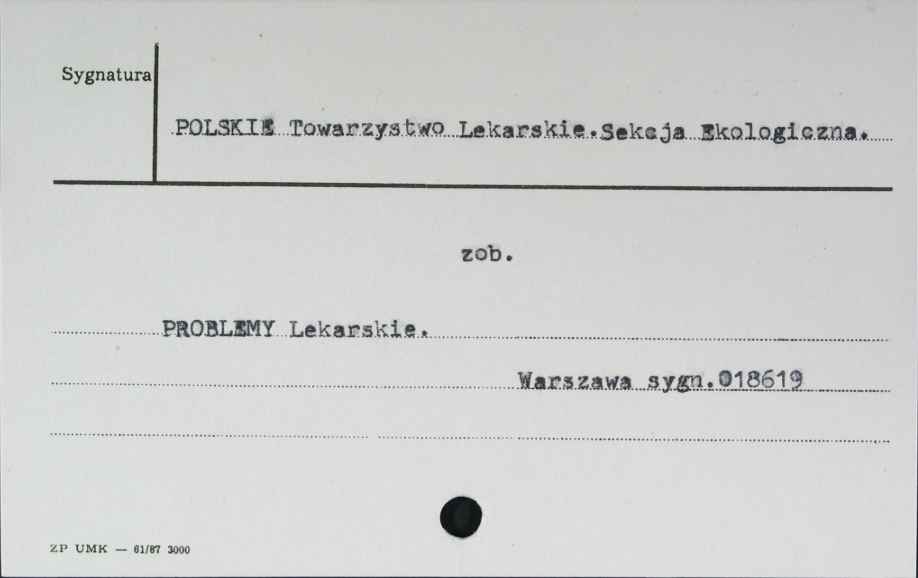 Sygnatura
POLSKIE Towarzystwo Lekarskie.Sekcja Ekologiczna.
zob.
PROBLEMY Lekarskie.
Warszawa sygn.018619
ZP UMK — 61/87 3000